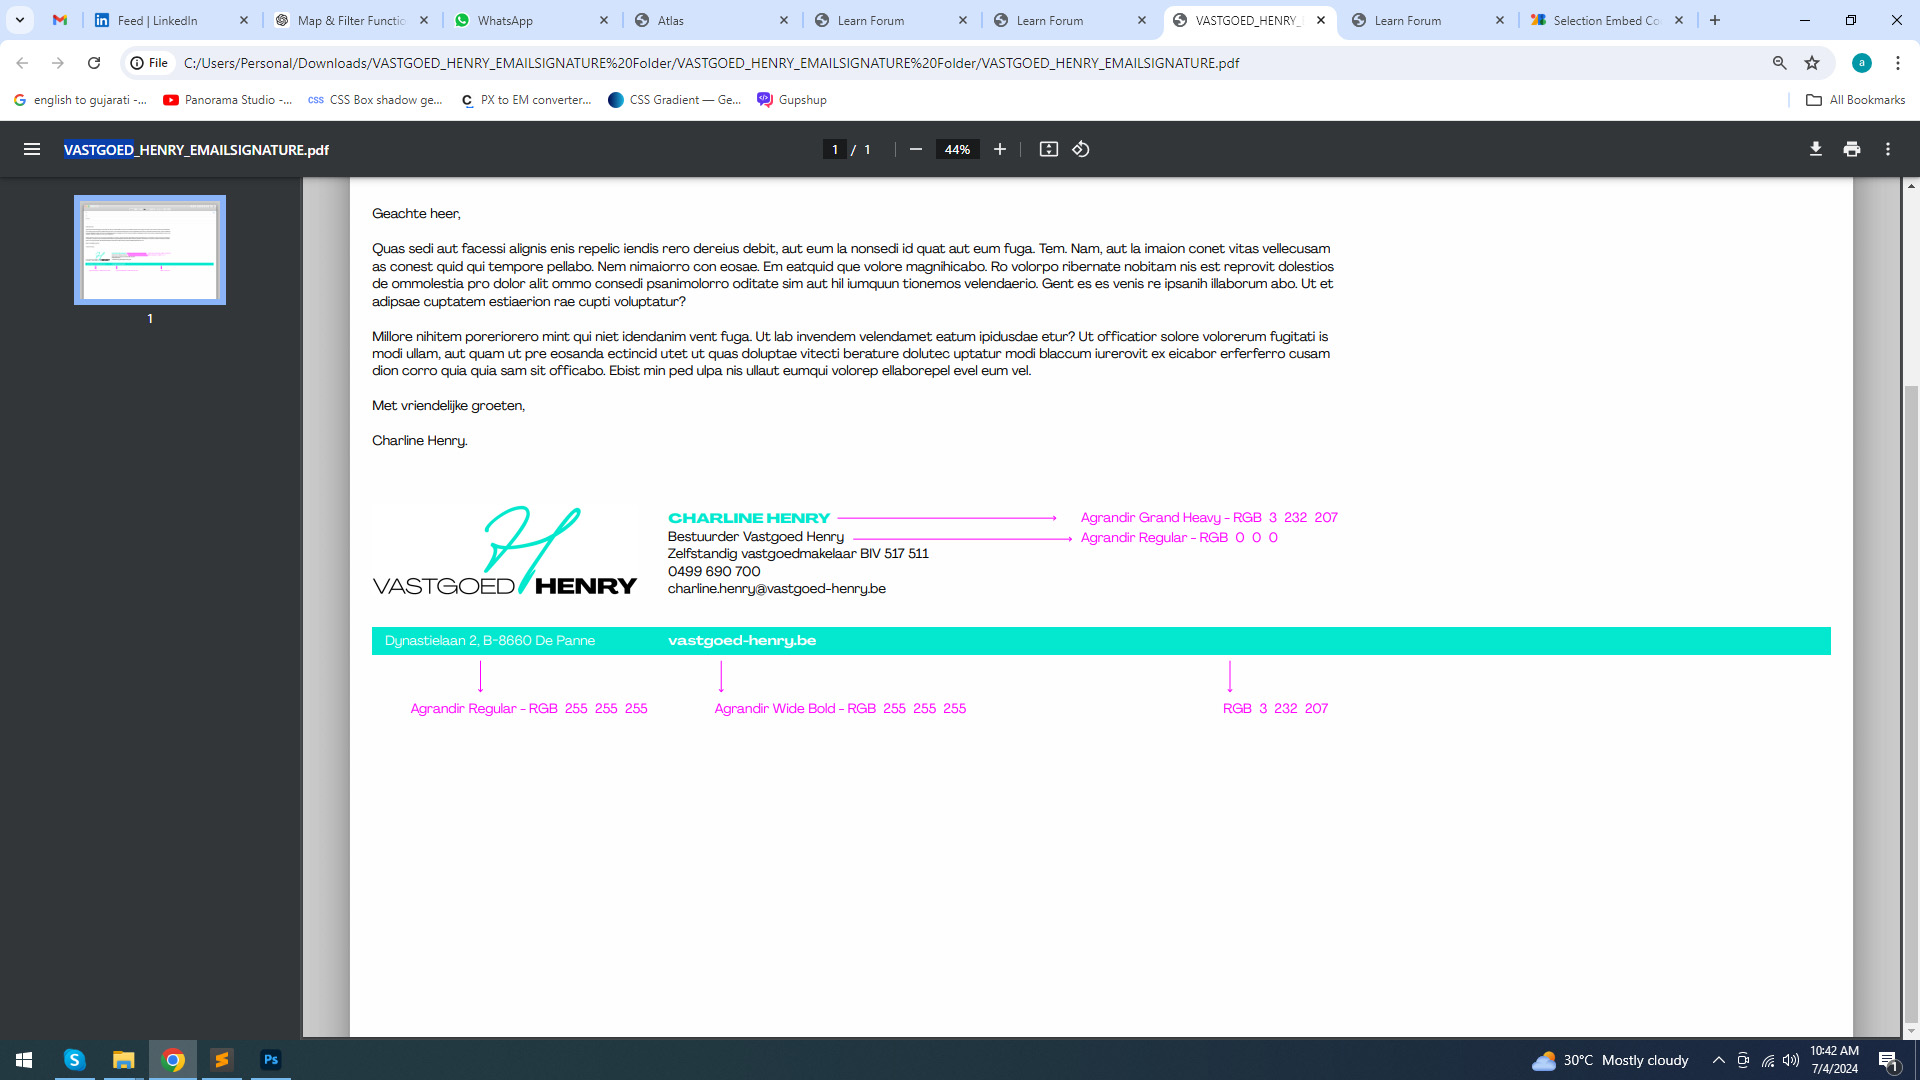 Feed | LinkedIn
Map & Filter Functio
WhatsApp
Atlas
Learn Forum
Learn Forum
VASTGOED_HENRY_
Learn Forum
Selection Embed Co
File
C:/Users/Personal/Downloads/VASTGOED_HENRY_EMAILSIGNATURE%20Folder/VASTGOED_HENRY_EMAILSIGNATURE%20Folder/VASTGOED_HENRY_EMAILSIGNATURE.pdf
a
english to gujarati -...
Panorama Studio -...
CSS CSS Box shadow ge...
C PX to EM converter...
CSS Gradient — Ge...
Gupshup
All Bookmarks
VASTGOED_HENRY_EMAILSIGNATURE.pdf
1 / 1
44%
1
Geachte heer,
Quas sedi aut facessi alignis enis repelic iendis rero dereius debit, aut eum la nonsedi id quat aut eum fuga. Tem. Nam, aut la imaion conet vitas vellecusam
as conest quid qui tempore pellabo. Nem nimaiorro con eosae. Em eatquid que volore magnihicabo. Ro volorpo ribernate nobitam nis est reprovit dolestios
de ommolestia pro dolor alit ommo consedi psanimolorro oditate sim aut hil iumquun tionemos velendaerio. Gent es es venis re ipsanih illaborum abo. Ut et
adipsae cuptatem estiaerion rae cupti voluptatur?
Millore nihitem poreriorero mint qui niet idendanim vent fuga. Ut lab invendem velendamet eatum ipidusdae etur? Ut officatior solore volorerum fugitati is
modi ullam, aut quam ut pre eosanda ectincid utet ut quas doluptae vitecti berature dolutec uptatur modi blaccum iurerovit ex eicabor erferferro cusam
dion corro quia quia sam sit officabo. Ebist min ped ulpa nis ullaut eumqui volorep ellaborepel evel eum vel.
Met vriendelijke groeten,
Charline Henry.
H
VASTGOED HENRY
CHARLINE HENRY
Agrandir Grand Heavy - RGB 3 232 207
Bestuurder Vastgoed Henry
Agrandir Regular - RGB 0 0 0
Zelfstandig vastgoedmakelaar BIV 517 511
0499 690 700
charline.henry@vastgoed-henry.be
Dynastielaan 2, B-8660 De Panne
vastgoed-henry.be
Agrandir Regular - RGB 255 255 255
Agrandir Wide Bold - RGB 255 255 255
RGB 3 232 207
S
Ps
30°C Mostly cloudy
10:42 AM
7/4/2024
1